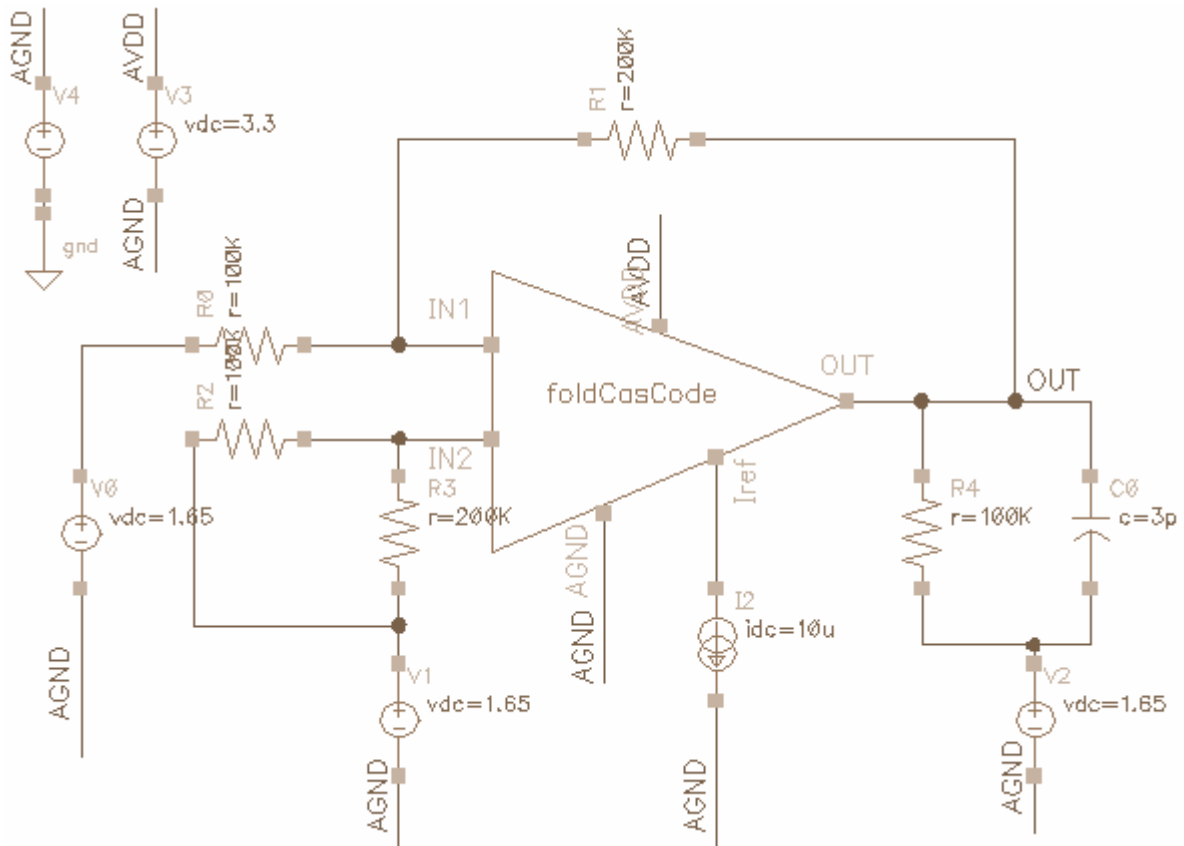 AGND
V4
gnd
AVDD
V3
vdc=3.3
AGND
R1
r=200K
R0
r=100K
R2
r=100K
IN1
IN2
AVDD
AVDD
foldCasCode
OUT
OUT
V0
vdc=1.65
AGND
R3
r=200K
V1
vdc=1.65
AGND
AGND
AGND
Iref
I2
idc=10u
AGND
R4
r=100K
C0
c=3p
V2
vdc=1.65
AGND